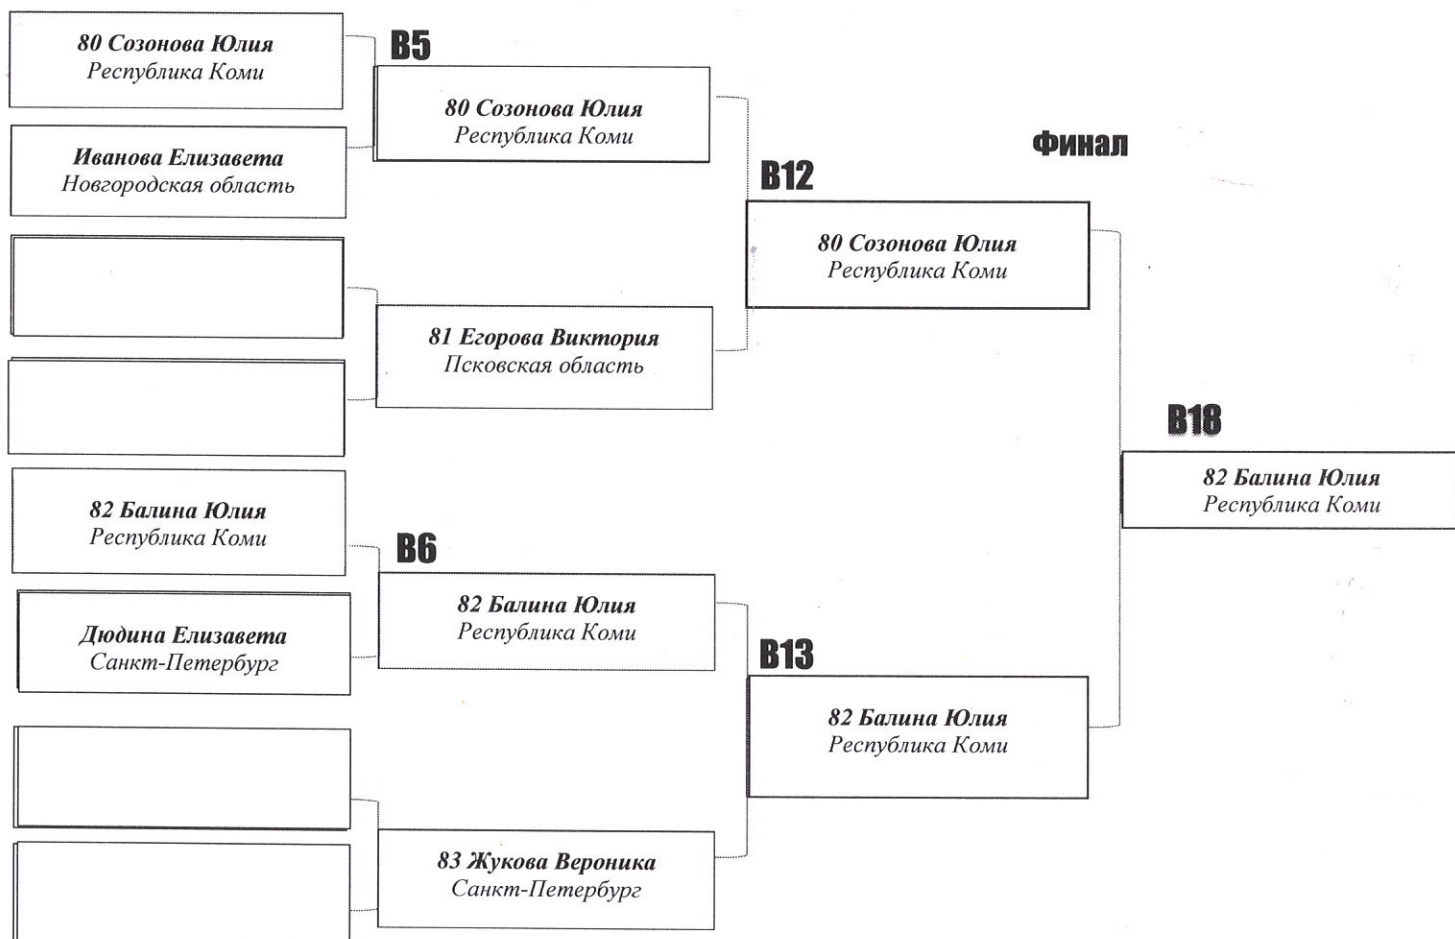 80 Созонова Юлия
Республика Коми
Иванова Елизавета
Новгородская область
82 Балина Юлия
Республика Коми
Дюдина Елизавета
Санкт-Петербург
B5
80 Созонова Юлия
Республика Коми
81 Егорова Виктория
Псковская область
B6
82 Балина Юлия
Республика Коми
83 Жукова Вероника
Санкт-Петербург
B12
80 Созонова Юлия
Республика Коми
B13
82 Балина Юлия
Республика Коми
Финал
B18
82 Балина Юлия
Республика Коми